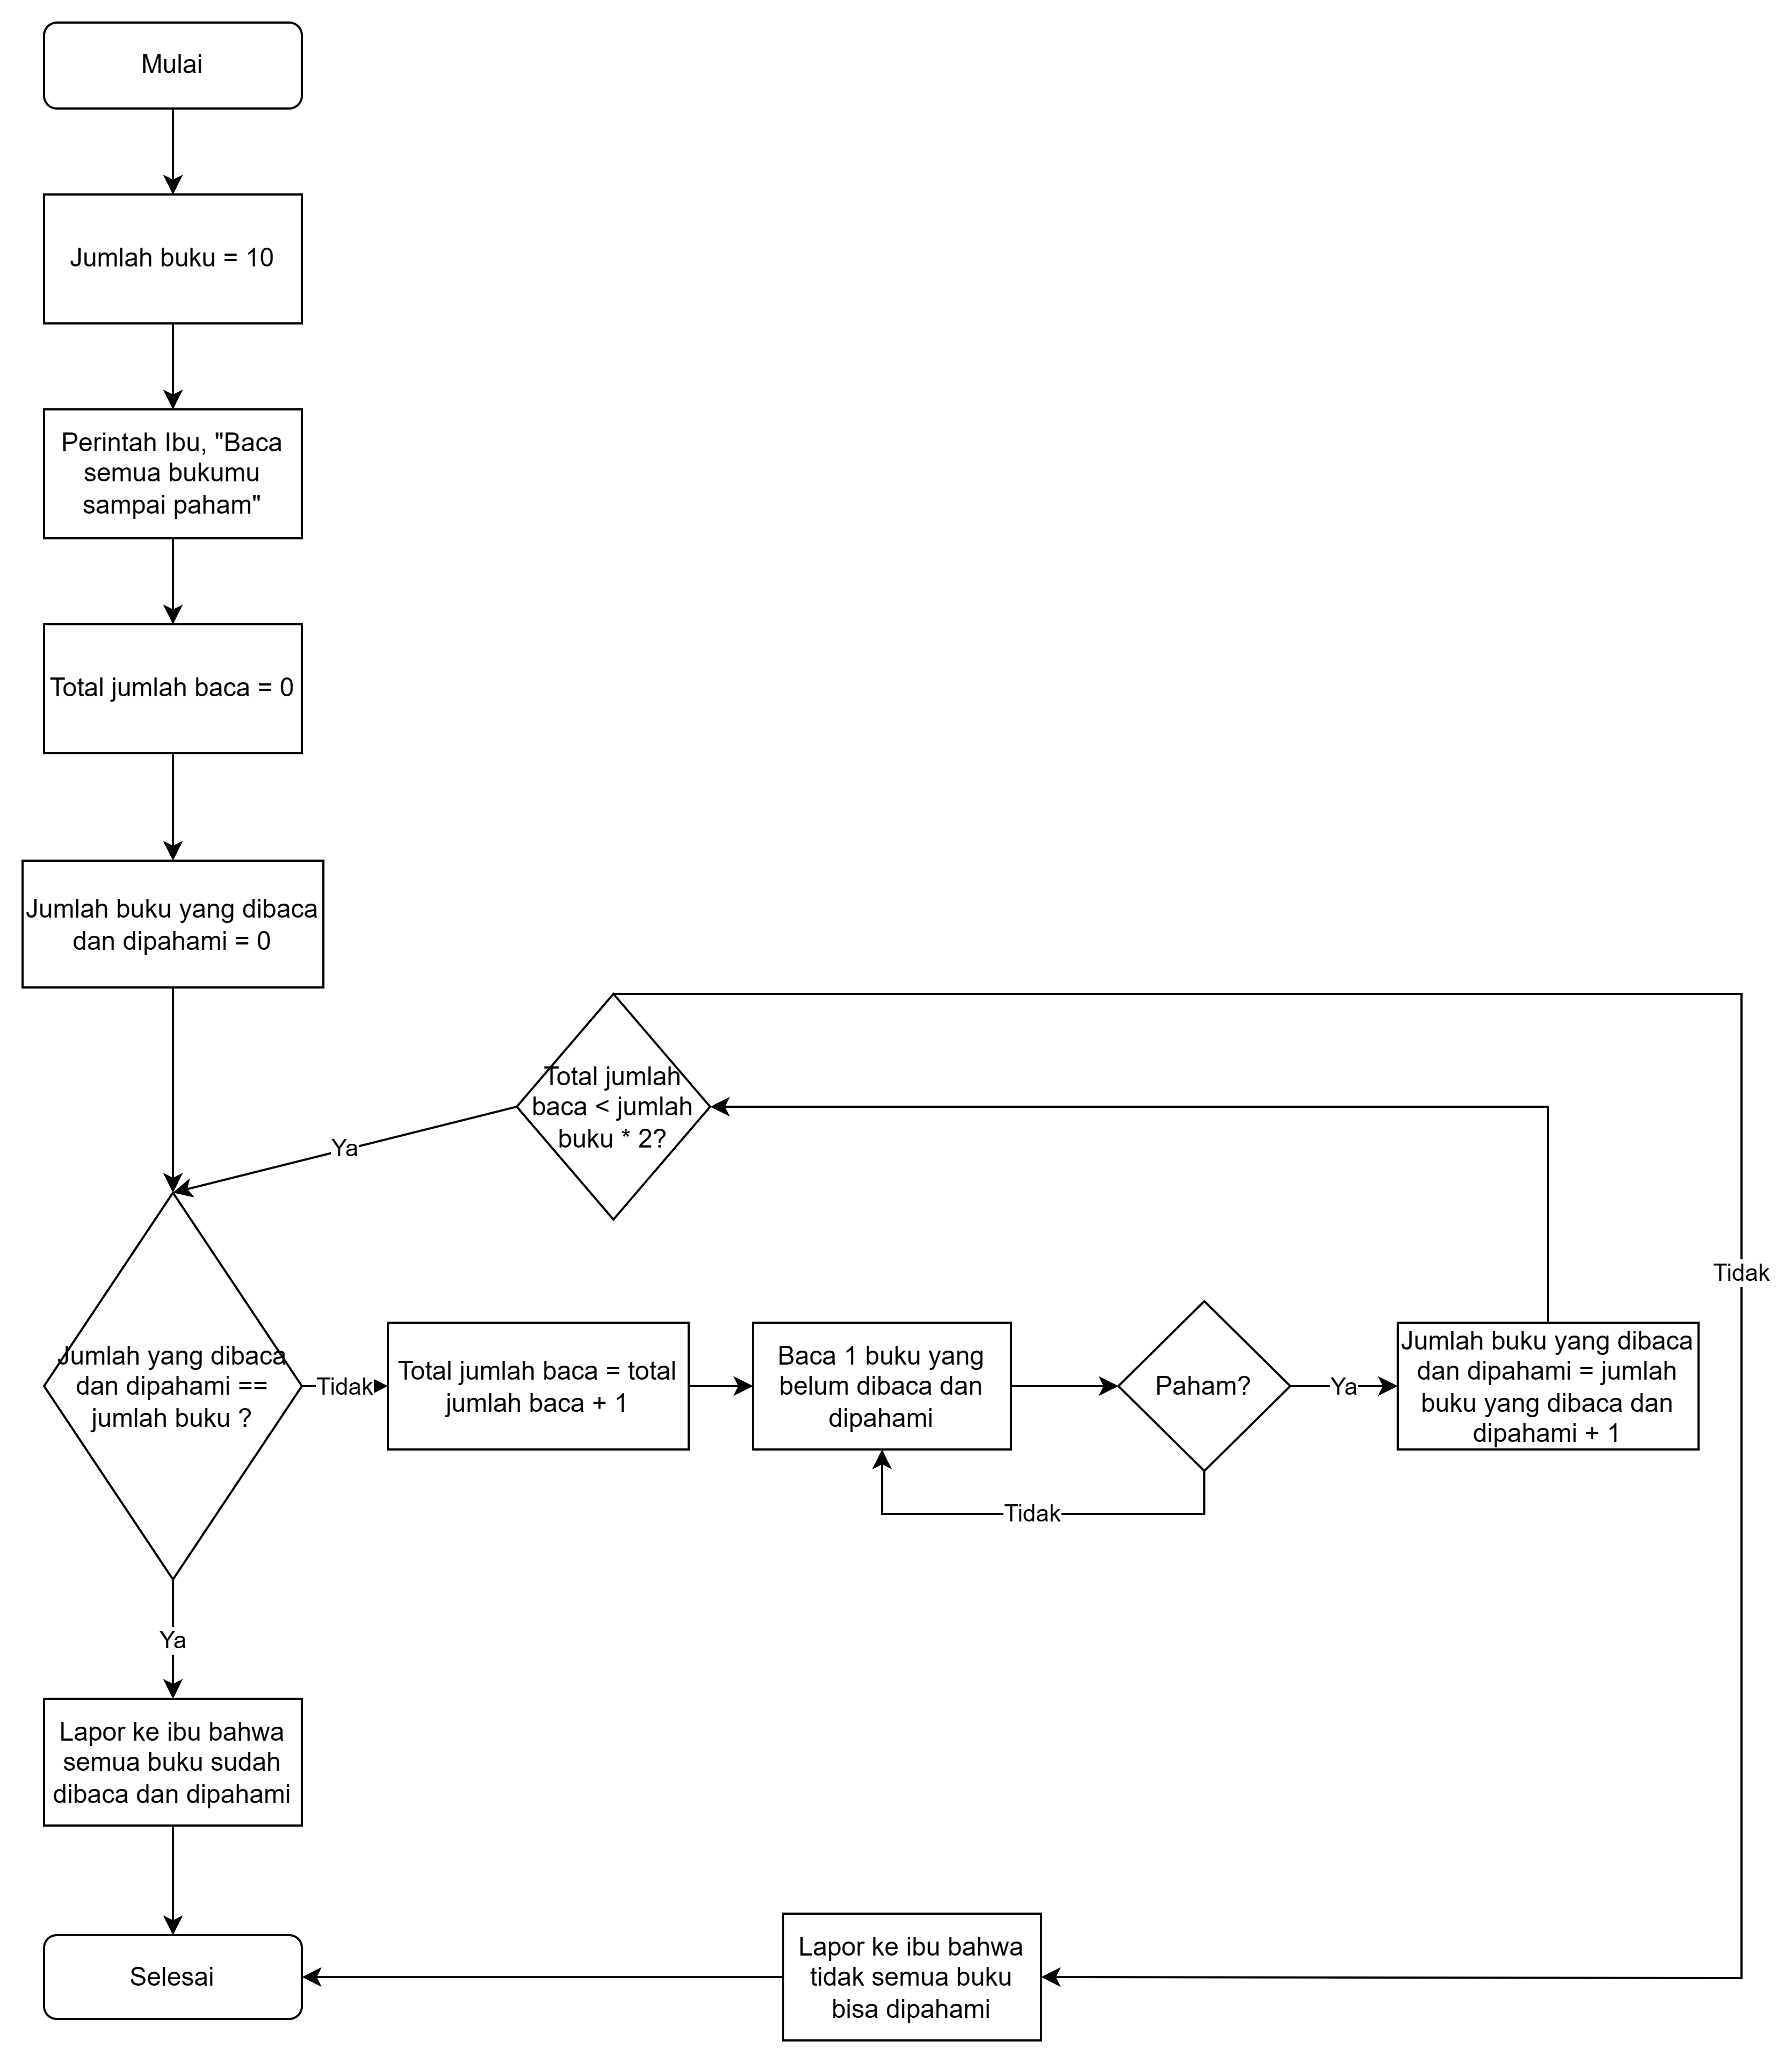 Mulai
Jumlah buku = 10
Perintah Ibu, "Baca
semua bukumu
sampai paham"
Total jumlah baca = 0
Jumlah buku yang dibaca
dan dipahami = 0
Total jumlah
baca < jumlah
buku * 2?
Ya
Tidak
Jumlah yang dibaca
dan dipahami ==
jumlah buku ?
Tidak
Total jumlah baca = total
jumlah baca + 1
Baca 1 buku yang
belum dibaca dan
dipahami
Paham?
Ya
Jumlah buku yang dibaca
dan dipahami = jumlah
buku yang dibaca dan
dipahami + 1
Tidak
Ya
Lapor ke ibu bahwa
semua buku sudah
dibaca dan dipahami
Selesai
Lapor ke ibu bahwa
tidak semua buku
bisa dipahami